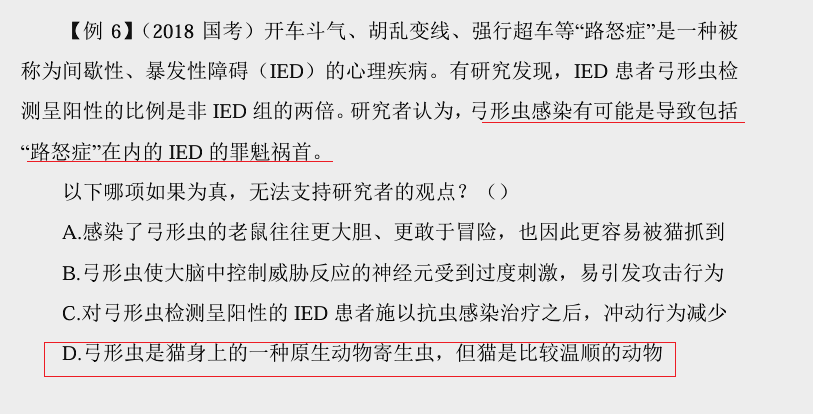 【例 6】（2018 国考）开车斗气、胡乱变线、强行超车等“路怒症”是一种被
称为间歇性、暴发性障碍（IED）的心理疾病。有研究发现，IED 患者弓形虫检
测呈阳性的比例是非 IED 组的两倍。研究者认为，弓形虫感染有可能是导致包括
“路怒症”在内的 IED 的罪魁祸首。
以下哪项如果为真，无法支持研究者的观点？（）
A.感染了弓形虫的老鼠往往更大胆、更敢于冒险，也因此更容易被猫抓到
B.弓形虫使大脑中控制威胁反应的神经元受到过度刺激，易引发攻击行为
C.对弓形虫检测呈阳性的 IED 患者施以抗虫感染治疗之后，冲动行为减少
D.弓形虫是猫身上的一种原生动物寄生虫，但猫是比较温顺的动物